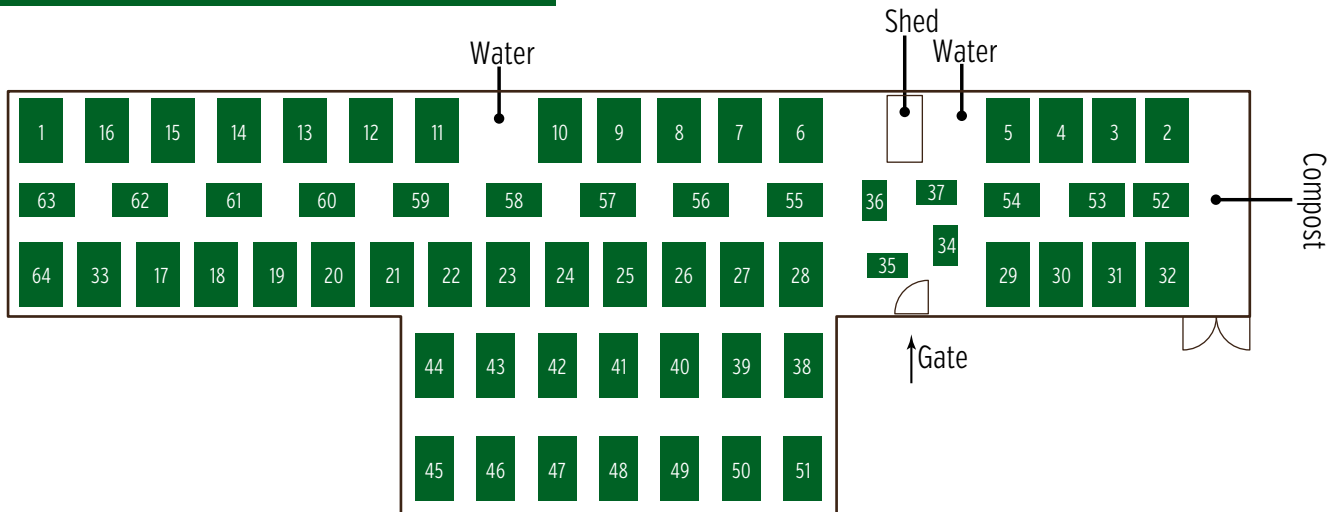 Shed
Water Water
1 16 15 14 13 12 11 10 9 8 7 6 5 4 3 2
Compost
63 62 61 60 59 58 57 56 55 36 37 54 53 52
34
35
64 33 17 18 19 20 21 22 23 24 25 26 27 28 29 30 31 32
Gate
44 43 42 41 40 39 38
45 46 47 48 49 50 51